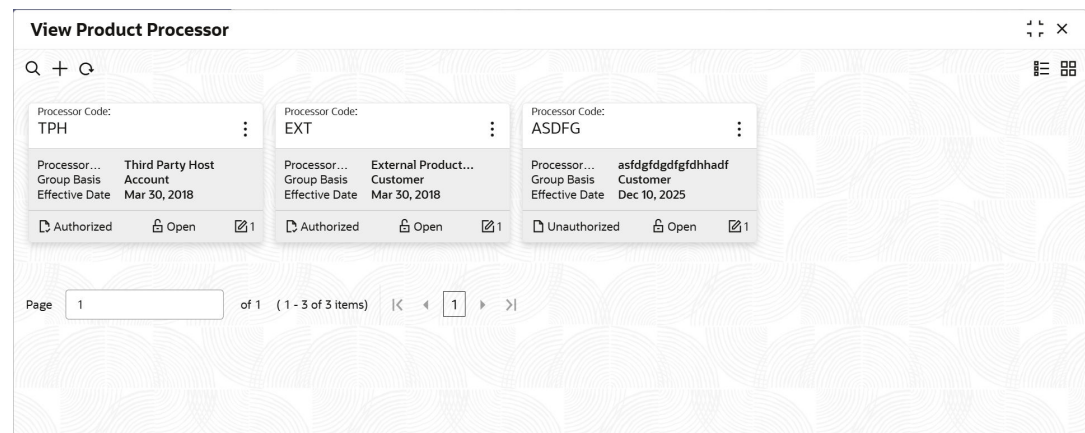 View Product Processor
Processor Code:
TPH
Processor... Third Party Host
Group Basis Account
Effective Date Mar 30, 2018
Authorized Open 1
Processor Code:
EXT
Processor... External Product...
Group Basis Customer
Effective Date Mar 30, 2018
Authorized Open 1
Processor Code:
ASDFG
Processor... asfdgfdgdfgfdhhadf
Group Basis Customer
Effective Date Dec 10, 2025
Unauthorized Open 1
Page 1 of 1 ( 1 - 3 of 3 items) 1